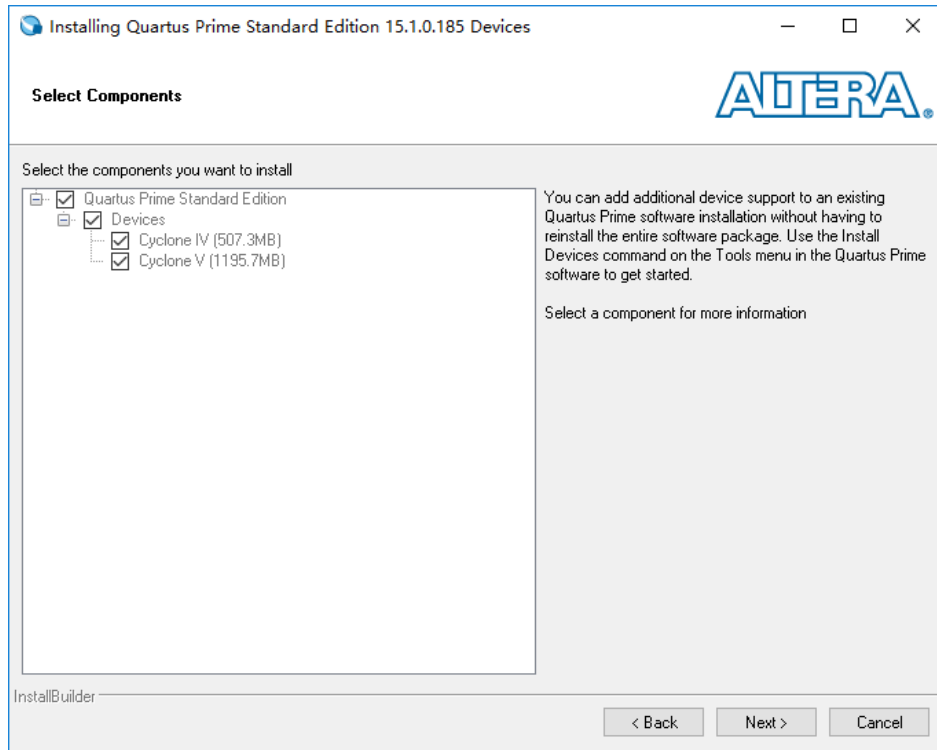 Installing Quartus Prime Standard Edition 15.1.0.185 Devices
Select Components
ALTERA®
Select the components you want to install
Quartus Prime Standard Edition
Devices
Cyclone IV (507.3MB)
Cyclone V (1195.7MB)
You can add additional device support to an existing
Quartus Prime software installation without having to
reinstall the entire software package. Use the Install
Devices command on the Tools menu in the Quartus Prime
software to get started.
Select a component for more information
InstallBuilder
< Back
Next >
Cancel